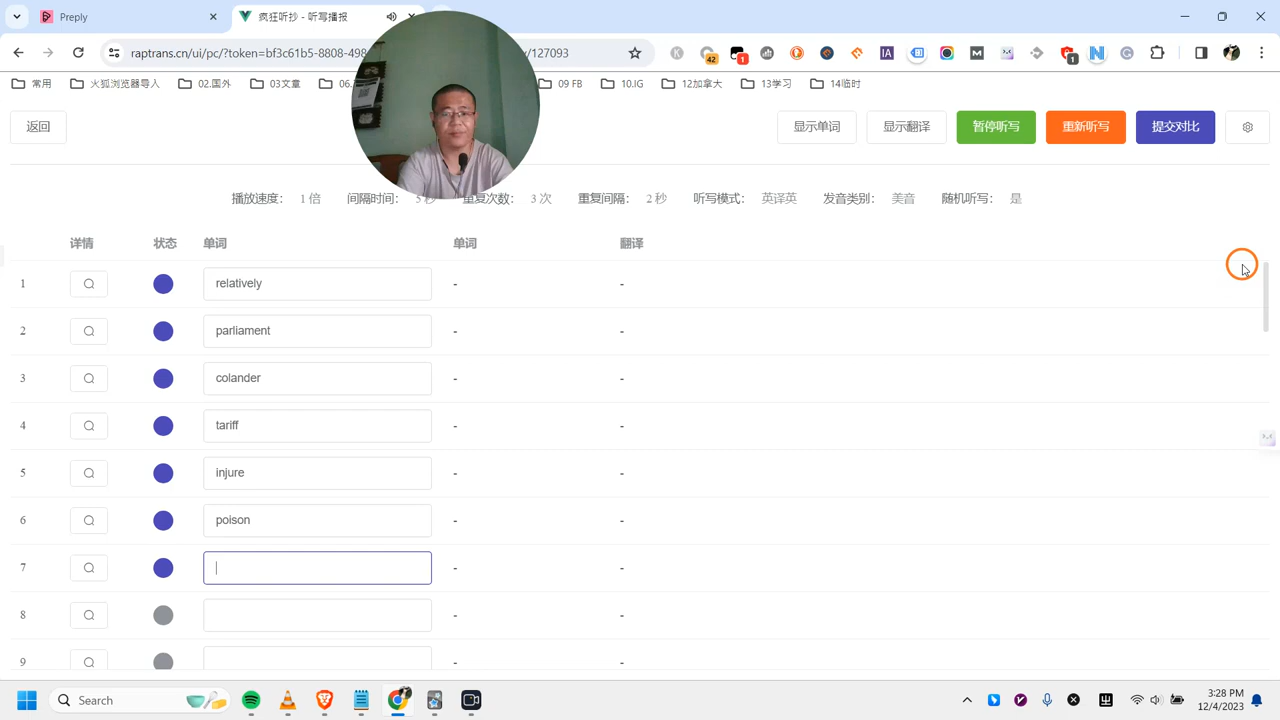 Preply
疯狂听抄 - 听写播报
raptrans.cn/ui/pc/?token=bf3c61b5-8808-498
/127093
42
1
1
常用
火狐浏览器导入
02.国外
03文章
06.
09 FB
10.IG
12加拿大
13学习
14临时
返回
显示单词
显示翻译
暂停听写
重新听写
提交对比
播放速度： 1 倍 间隔时间： 5 秒 重复次数： 3 次 重复间隔： 2 秒 听写模式： 英译英 发音类别： 美音 随机听写： 是
详情 状态 单词 单词 翻译
1 relatively - -
2 parliament - -
3 colander - -
4 tariff - -
5 injure - -
6 poison - -
7 - -
8 - -
9 - -
Search
3:28 PM
12/4/2023